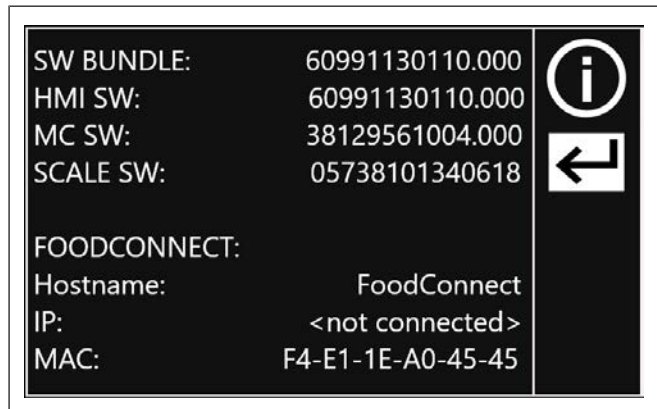 SW BUNDLE: 60991130110.000
HMI SW: 60991130110.000
MC SW: 38129561004.000
SCALE SW: 05738101340618
FOODCONNECT:
Hostname: FoodConnect
IP: <not connected>
MAC: F4-E1-1E-A0-45-45